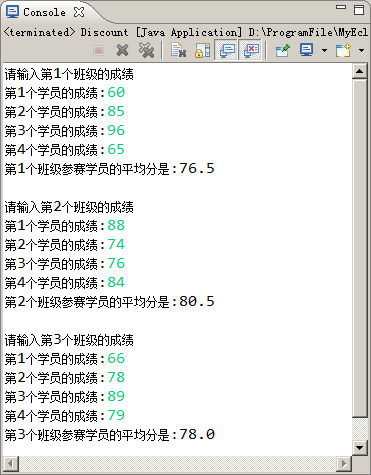 Console
<terminated> Discount [Java Application] D:\ProgramFile\MyEcl
请输入第1个班级的成绩
第1个学员的成绩:60
第2个学员的成绩:85
第3个学员的成绩:96
第4个学员的成绩:65
第1个班级参赛学员的平均分是:76.5
请输入第2个班级的成绩
第1个学员的成绩:88
第2个学员的成绩:74
第3个学员的成绩:76
第4个学员的成绩:84
第2个班级参赛学员的平均分是:80.5
请输入第3个班级的成绩
第1个学员的成绩:66
第2个学员的成绩:78
第3个学员的成绩:89
第4个学员的成绩:79
第3个班级参赛学员的平均分是:78.0